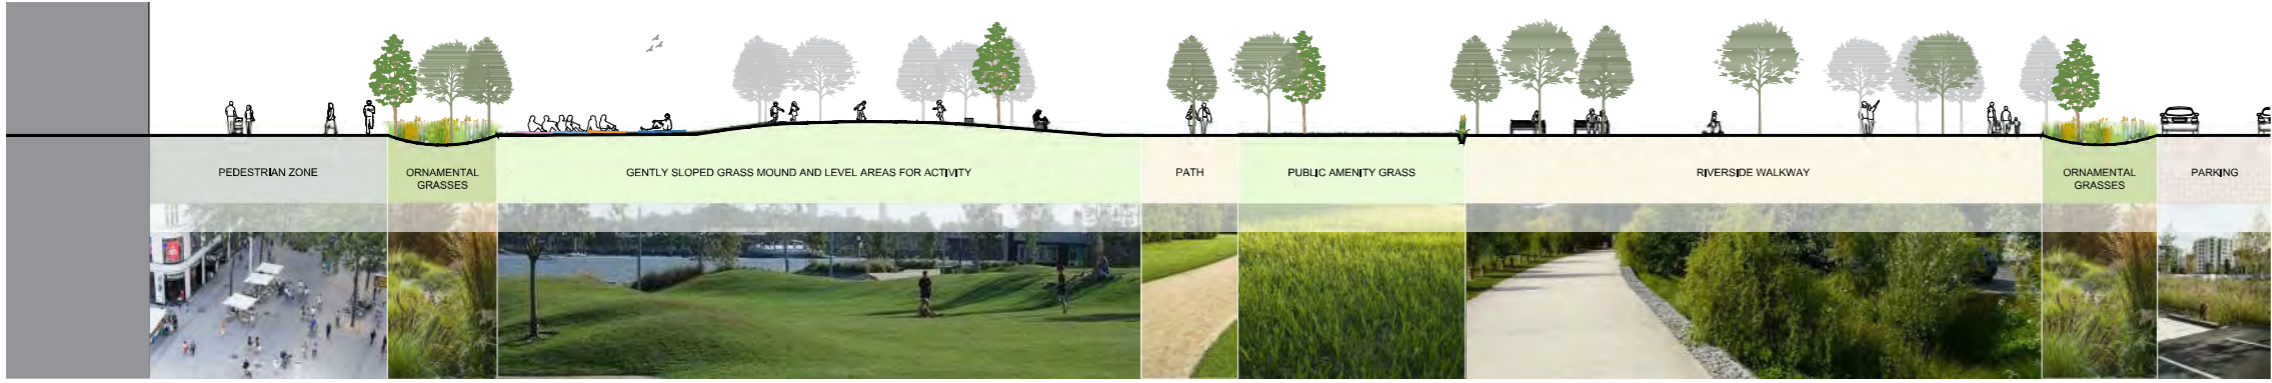 PEDESTRIAN ZONE
ORNAMENTAL
GRASSES
GENTLY SLOPED GRASS MOUND AND LEVEL AREAS FOR ACTIVITY
PATH
PUBLIC AMENITY GRASS
RIVERSIDE WALKWAY
ORNAMENTAL
GRASSES
PARKING